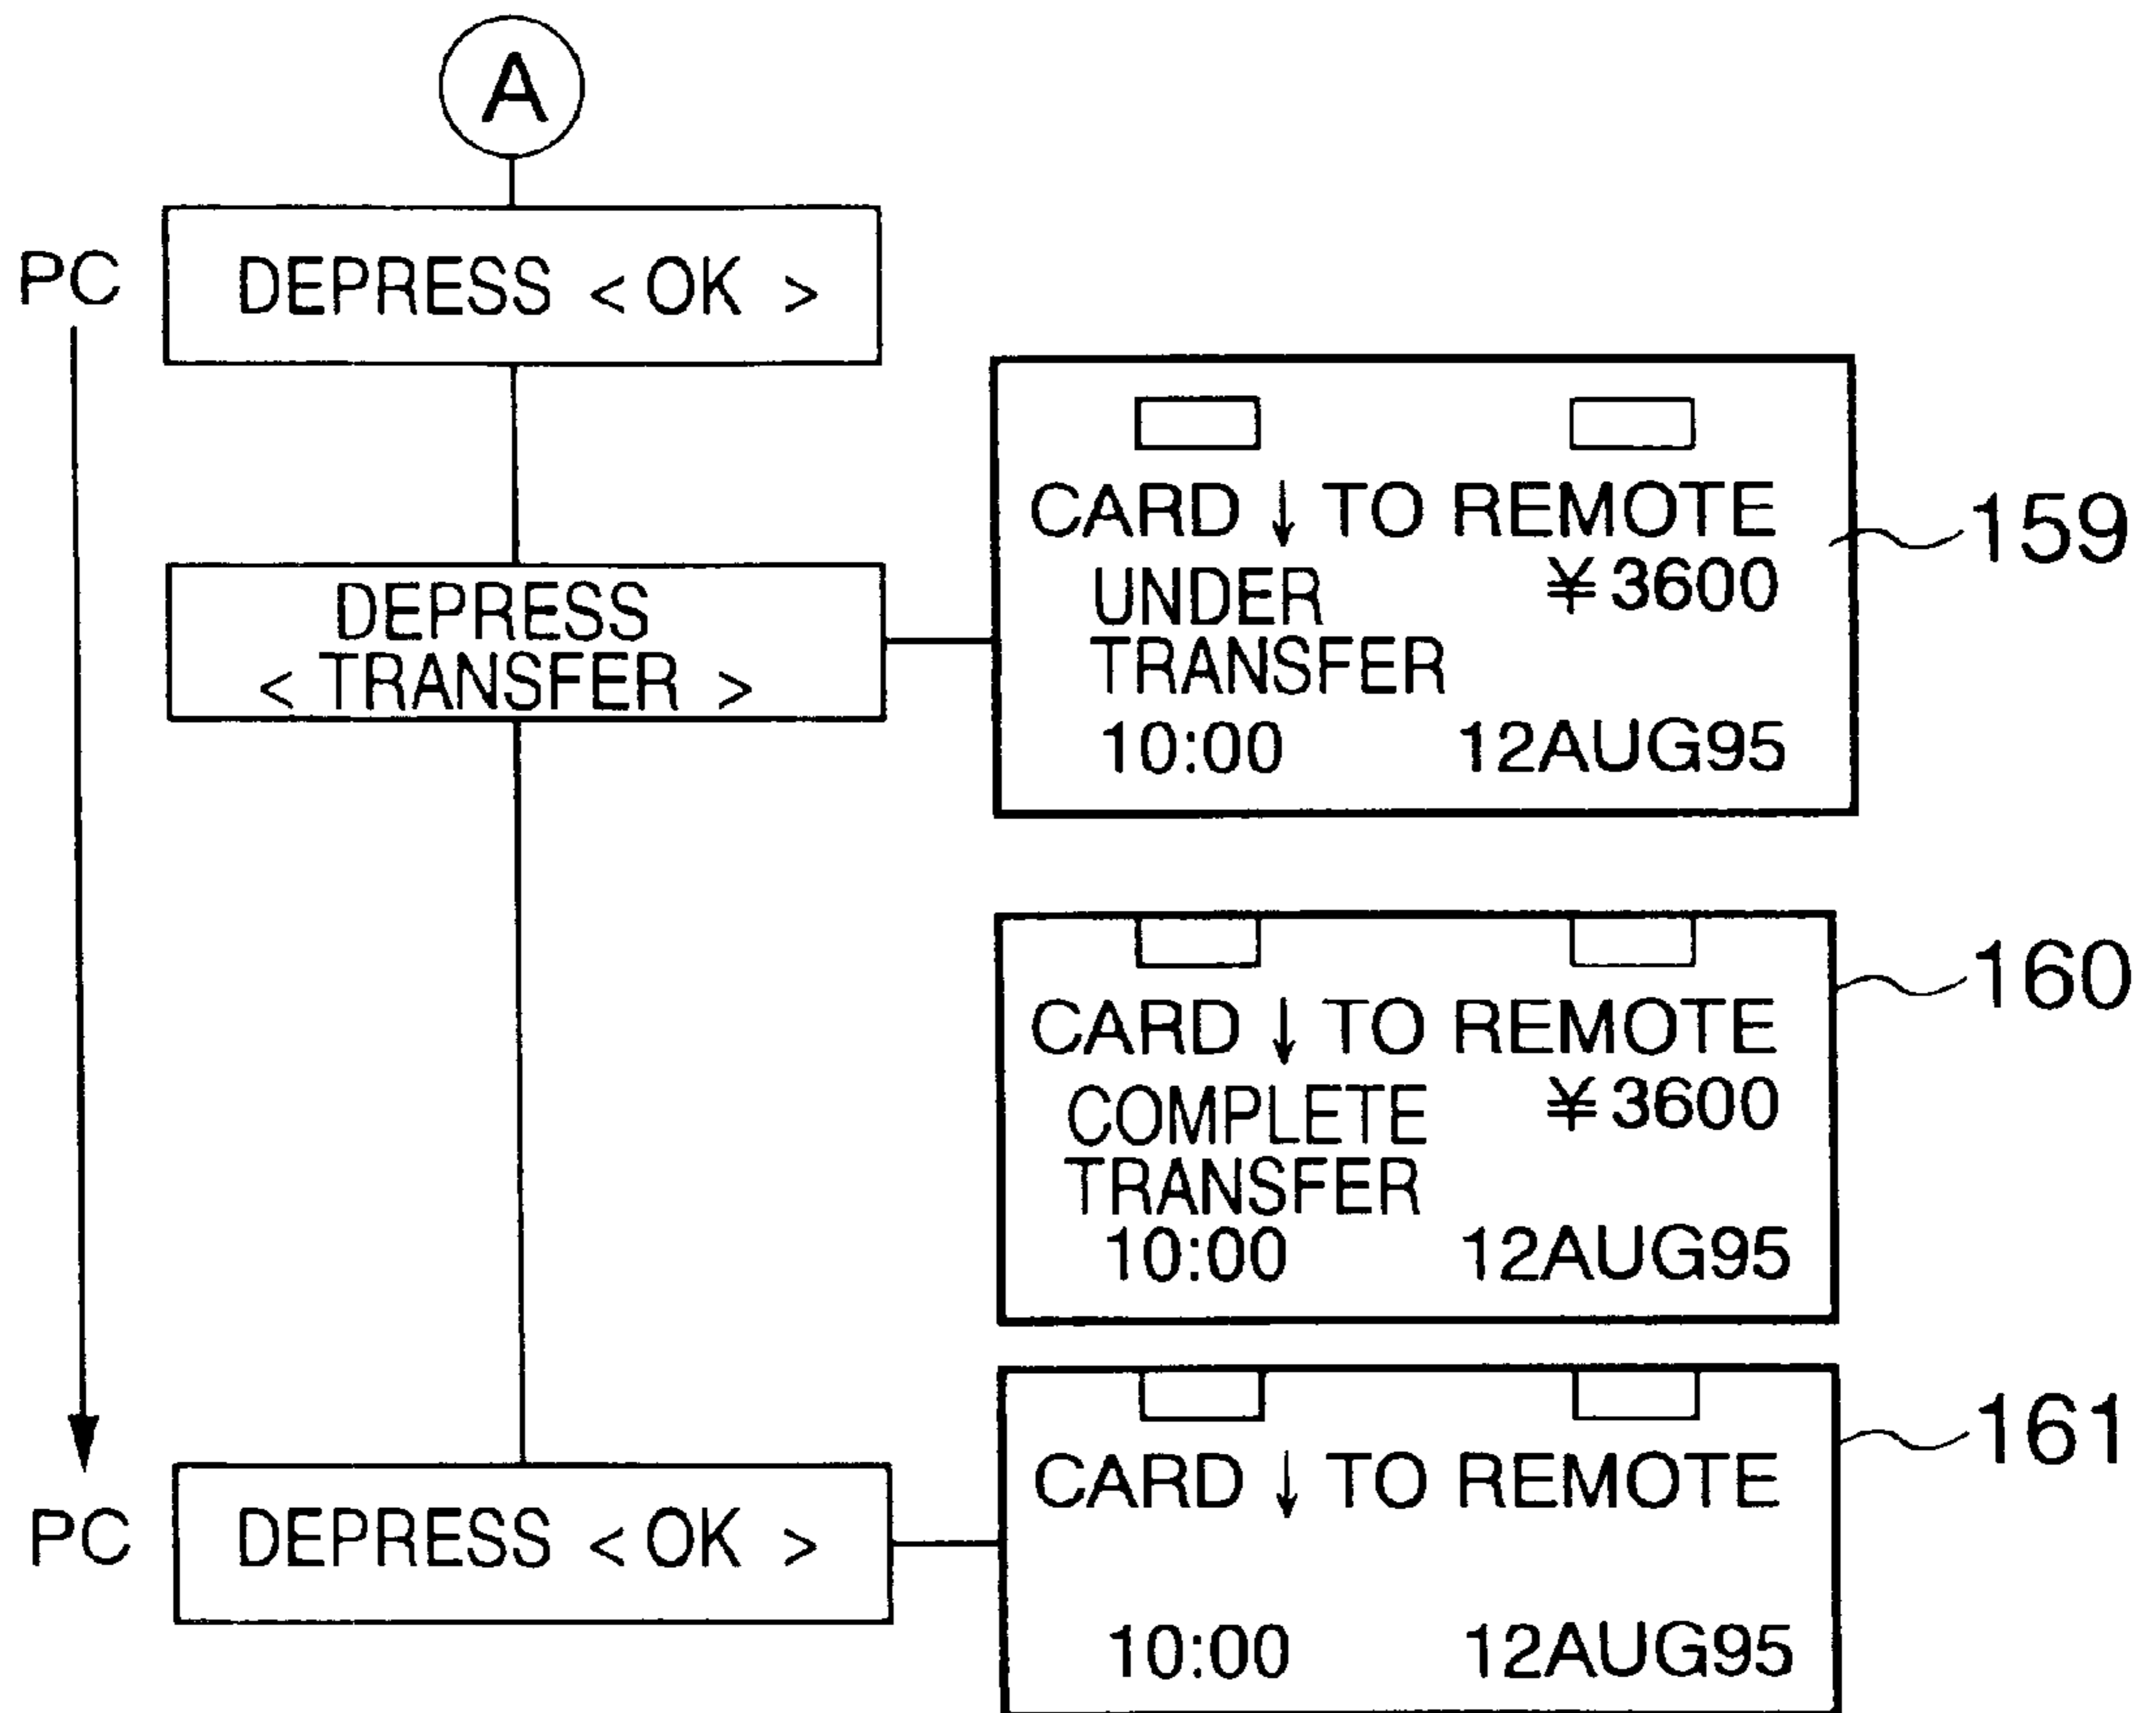 A
PC
DEPRESS < OK >
DEPRESS
< TRANSFER >
CARD ↓ TO REMOTE
UNDER ¥3600
TRANSFER
10:00 12AUG95
159
CARD ↓ TO REMOTE
COMPLETE ¥3600
TRANSFER
10:00 12AUG95
160
PC
DEPRESS < OK >
CARD ↓ TO REMOTE
10:00 12AUG95
161